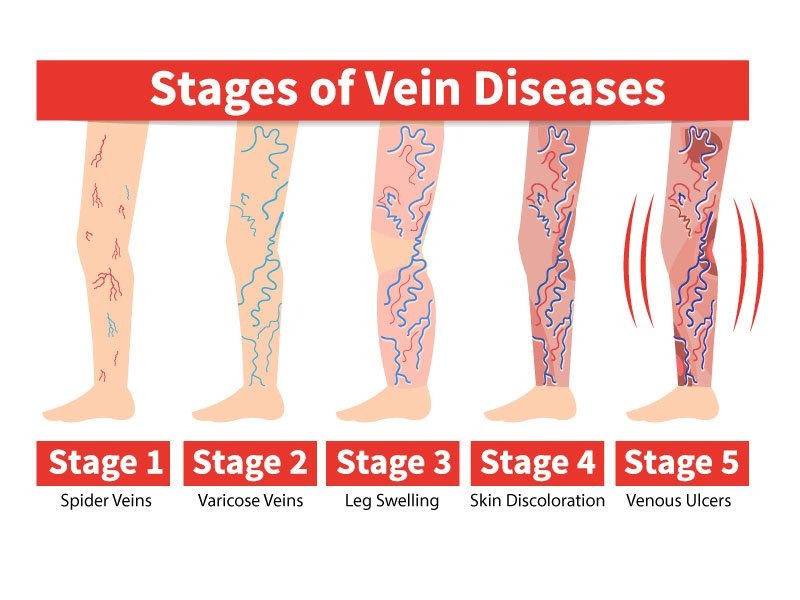 Stages of Vein Diseases
Stage 1
Stage 2
Stage 3
Stage 4
Stage 5
Spider Veins
Varicose Veins
Leg Swelling
Skin Discoloration
Venous Ulcers